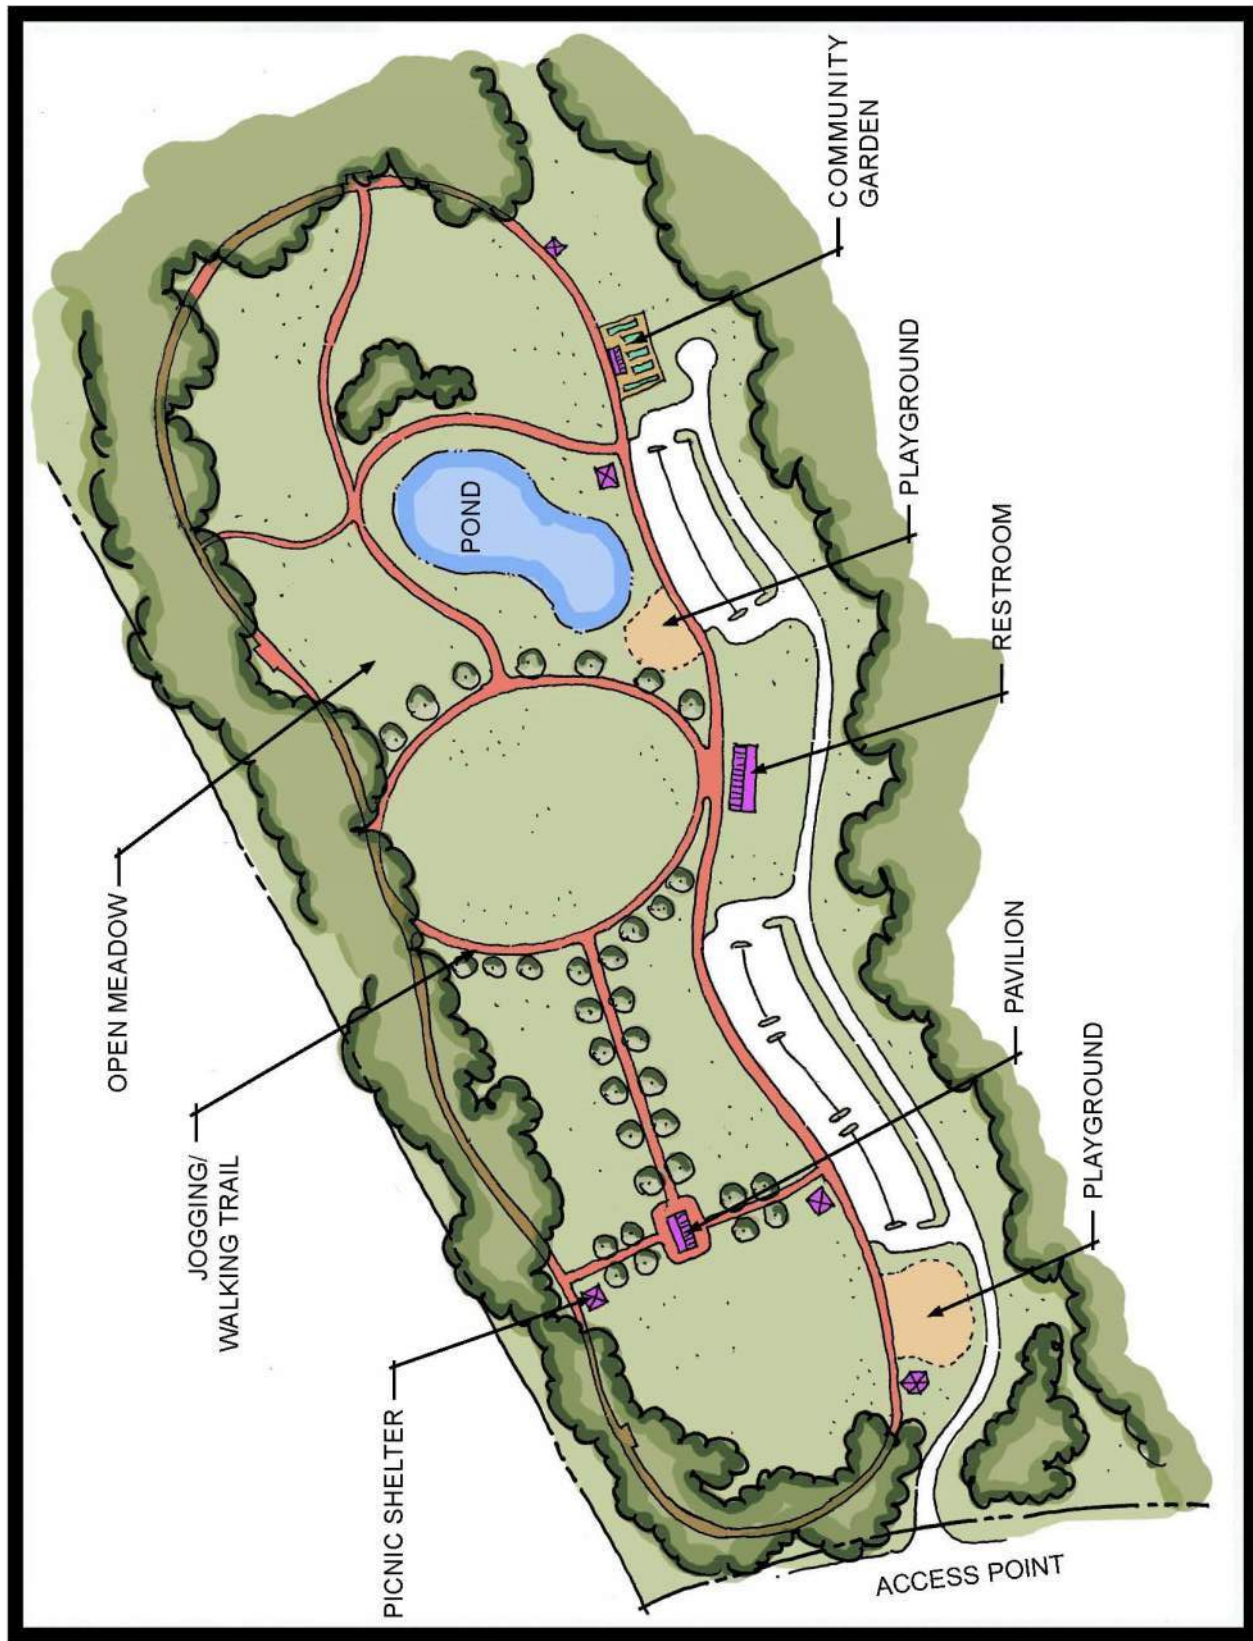 OPEN MEADOW
JOGGING/
WALKING TRAIL
PICNIC SHELTER
POND
COMMUNITY
GARDEN
PLAYGROUND
RESTROOM
PAVILION
PLAYGROUND
ACCESS POINT